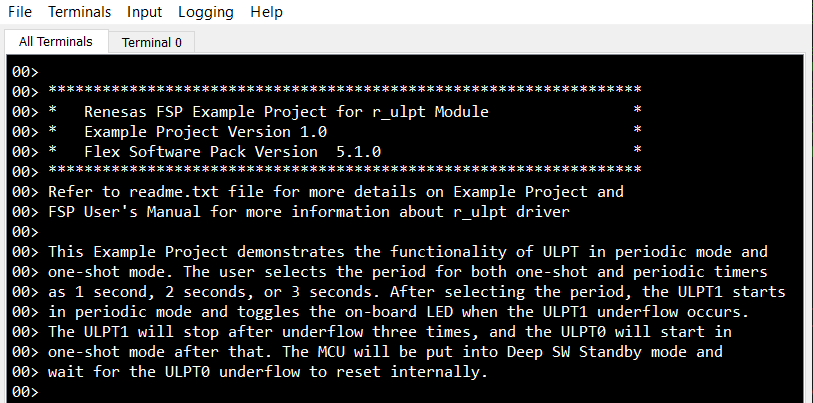 File Terminals Input Logging Help
All Terminals Terminal 0
00>
00> ******************************************************************
00> *   Renesas FSP Example Project for r_ulpt Module                *
00> *   Example Project Version 1.0                                  *
00> *   Flex Software Pack Version  5.1.0                            *
00> ******************************************************************
00> Refer to readme.txt file for more details on Example Project and
00> FSP User's Manual for more information about r_ulpt driver
00>
00> This Example Project demonstrates the functionality of ULPT in periodic mode and
00> one-shot mode. The user selects the period for both one-shot and periodic timers
00> as 1 second, 2 seconds, or 3 seconds. After selecting the period, the ULPT1 starts
00> in periodic mode and toggles the on-board LED when the ULPT1 underflow occurs.
00> The ULPT1 will stop after underflow three times, and the ULPT0 will start in
00> one-shot mode after that. The MCU will be put into Deep SW Standby mode and
00> wait for the ULPT0 underflow to reset internally.
00>